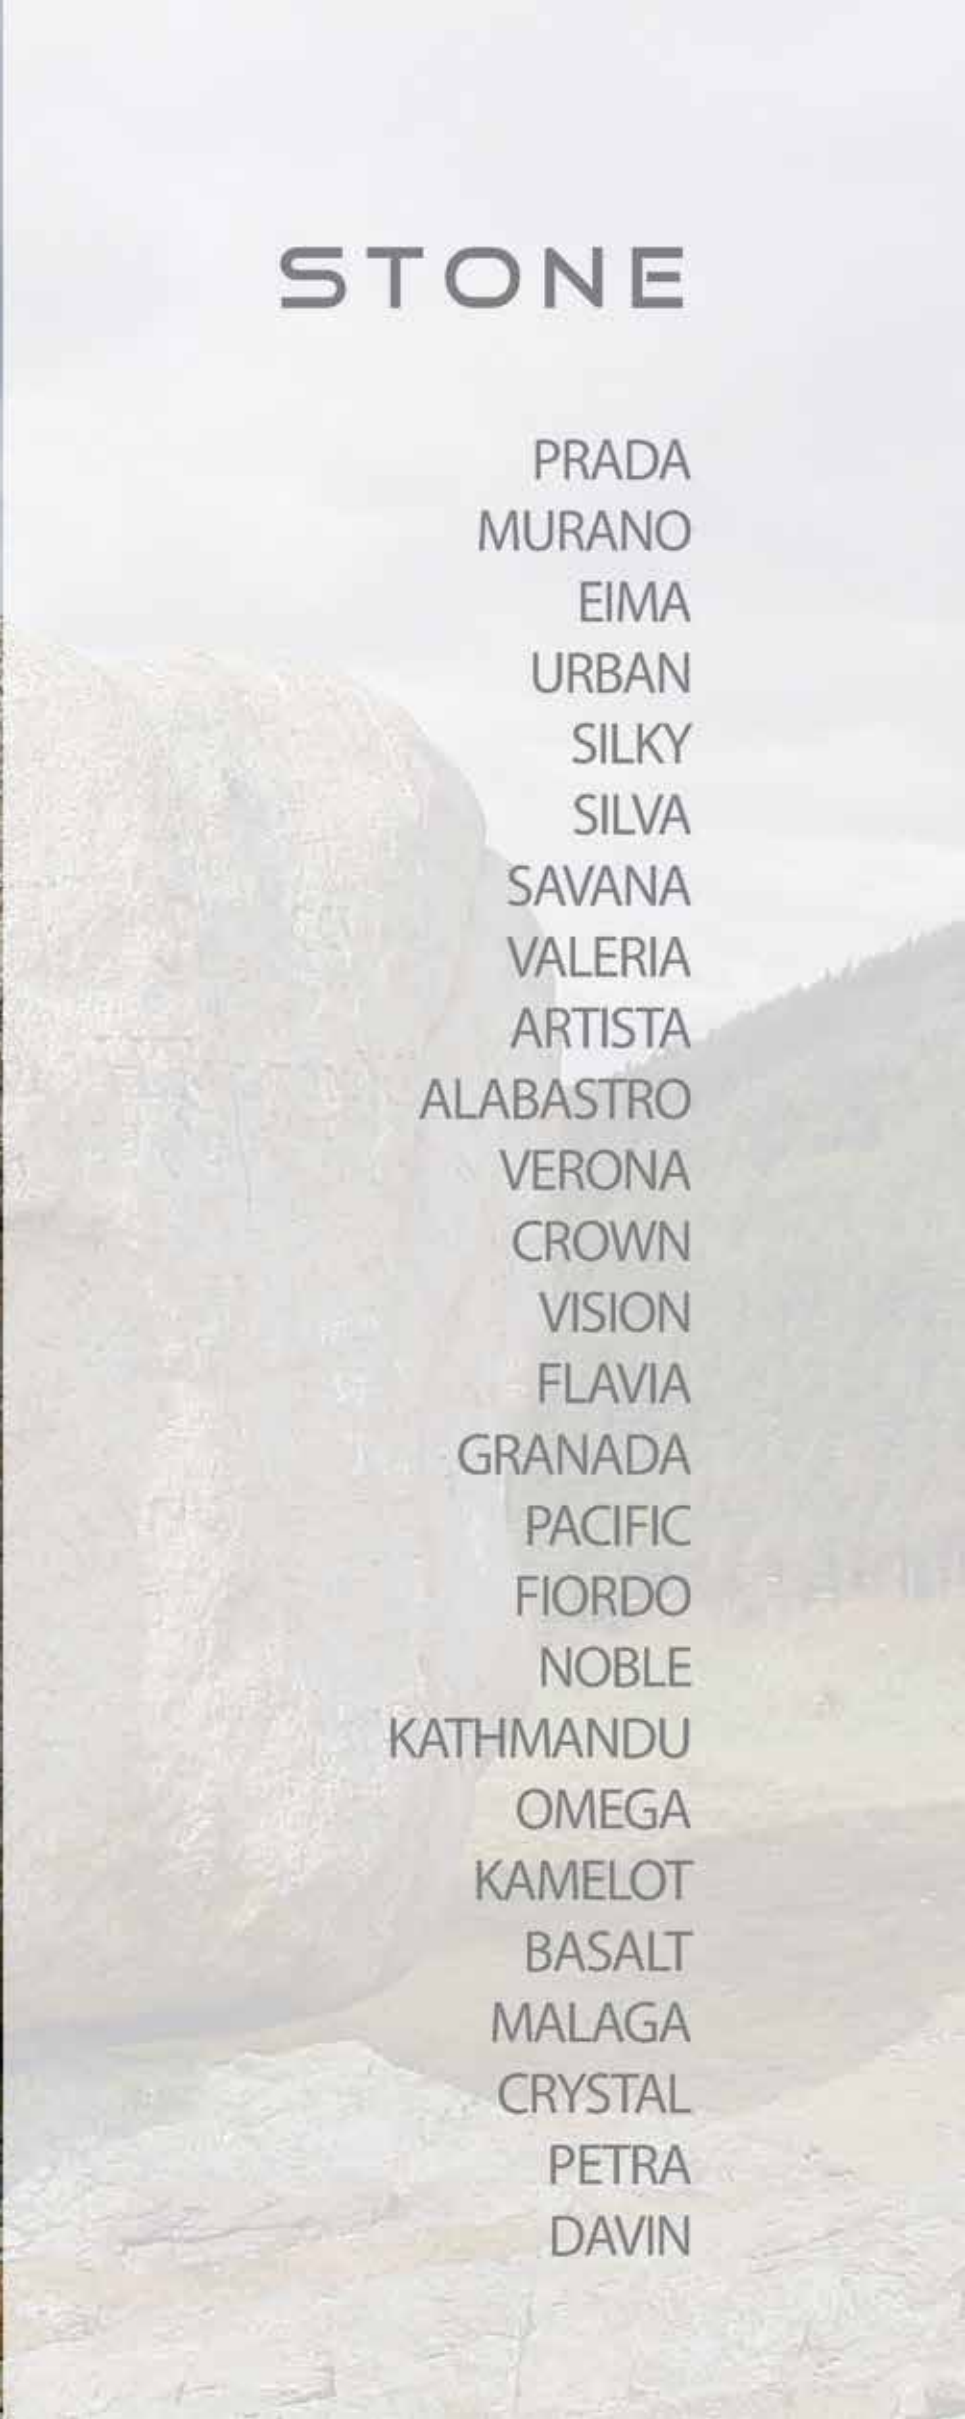 STONE
PRADA
MURANO
EIMA
URBAN
SILKY
SILVA
SAVANA
VALERIA
ARTISTA
ALABASTRO
VERONA
CROWN
VISION
FLAVIA
GRANADA
PACIFIC
FIORDO
NOBLE
KATHMANDU
OMEGA
KAMELOT
BASALT
MALAGA
CRYSTAL
PETRA
DAVIN